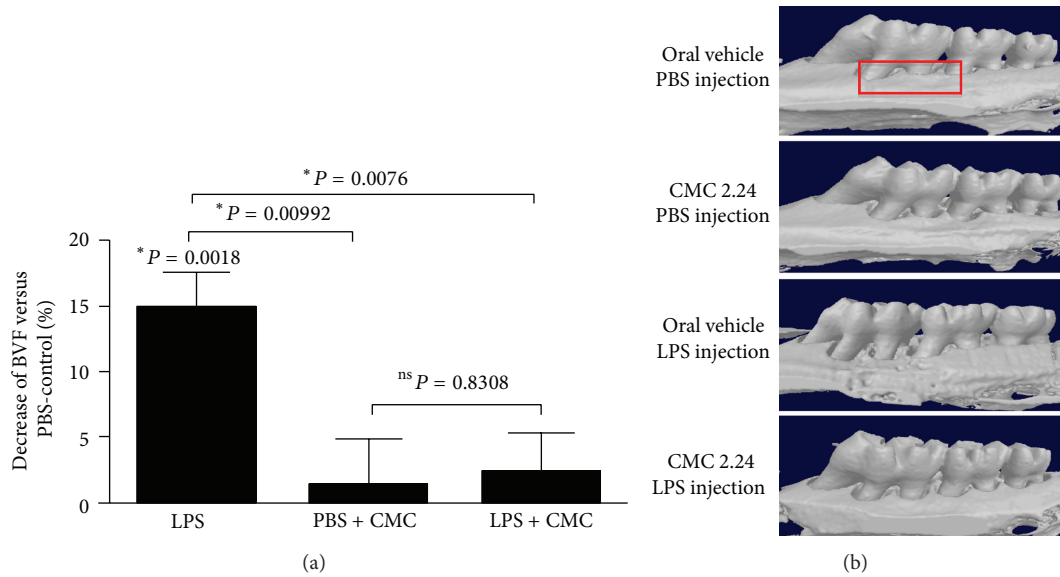 * P = 0.0076
* P = 0.00992
* P = 0.0018
ns P = 0.8308
20
15
10
5
0
Decrease of BVF versus
PBS-control (%)
LPS
PBS + CMC
LPS + CMC
(a)
Oral vehicle
PBS injection
CMC 2.24
PBS injection
Oral vehicle
LPS injection
CMC 2.24
LPS injection
(b)